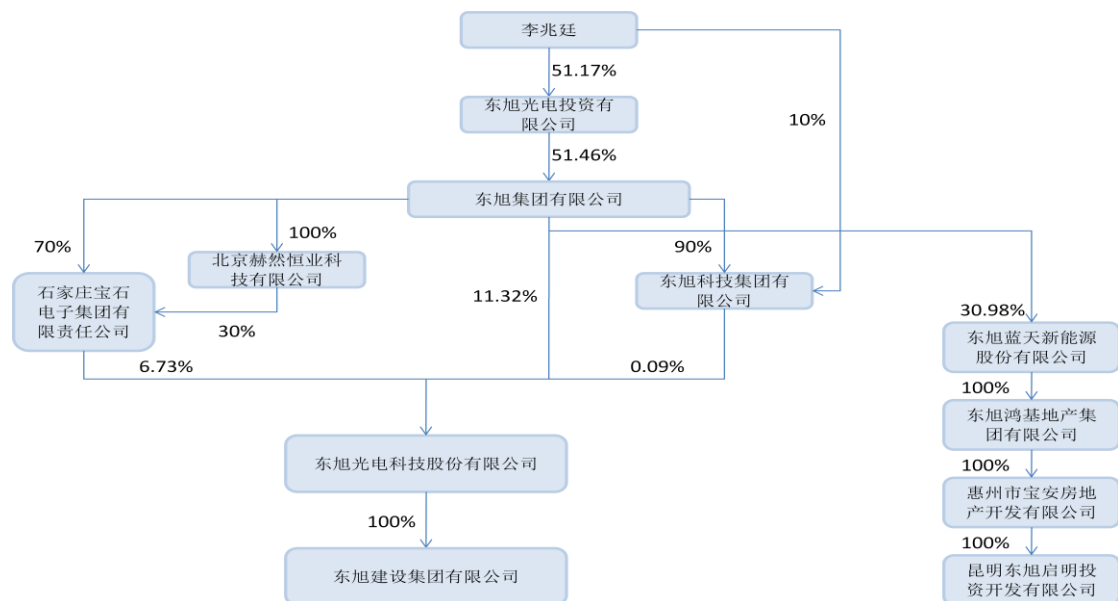 李兆廷
51.17%
东旭光电投资有
限公司
10%
51.46%
东旭集团有限公司
70%
100%
90%
北京赫然恒业科
技有限公司
石家庄宝石
电子集团有
限责任公司
30%
11.32%
东旭科技集团有
限公司
30.98%
东旭蓝天新能源
股份有限公司
6.73%
0.09%
100%
东旭鸿基地产集
团有限公司
东旭光电科技股份有限公司
100%
惠州市宝安房地
产开发有限公司
100%
东旭建设集团有限公司
100%
昆明东旭启明投
资开发有限公司